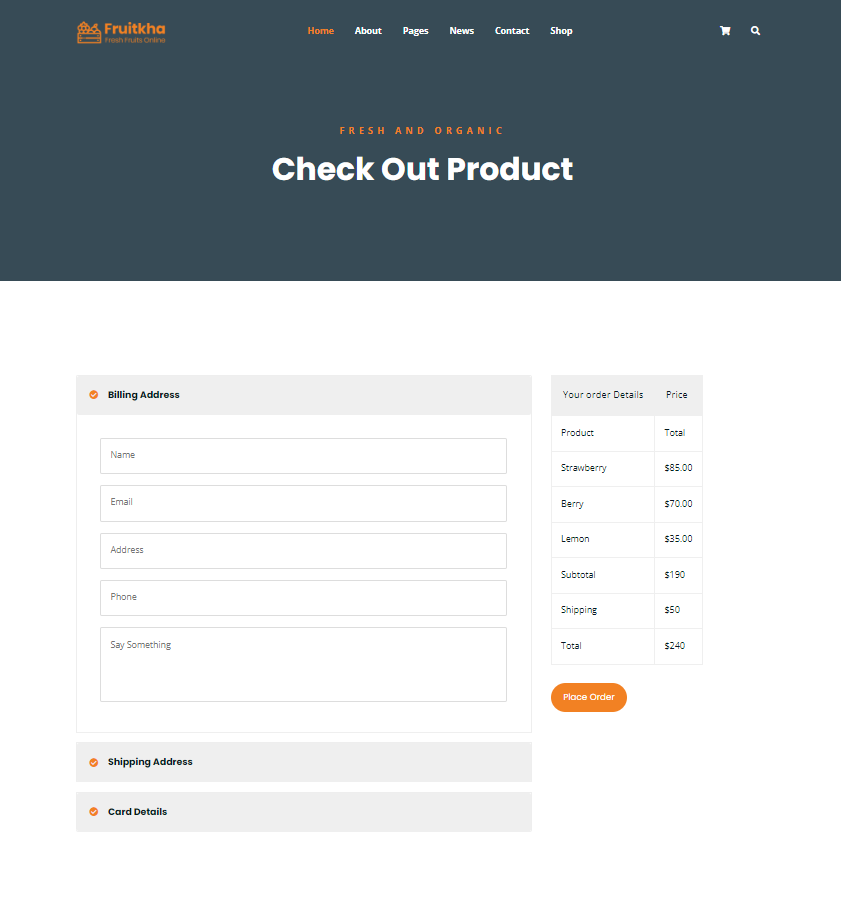 Fruitkha
Fresh Fruits Online
Home About Pages News Contact Shop
FRESH AND ORGANIC
Check Out Product
Billing Address
Name
Email
Address
Phone
Say Something
Shipping Address
Card Details
Your order Details Price
Product Total
Strawberry $85.00
Berry $70.00
Lemon $35.00
Subtotal $190
Shipping $50
Total $240
Place Order